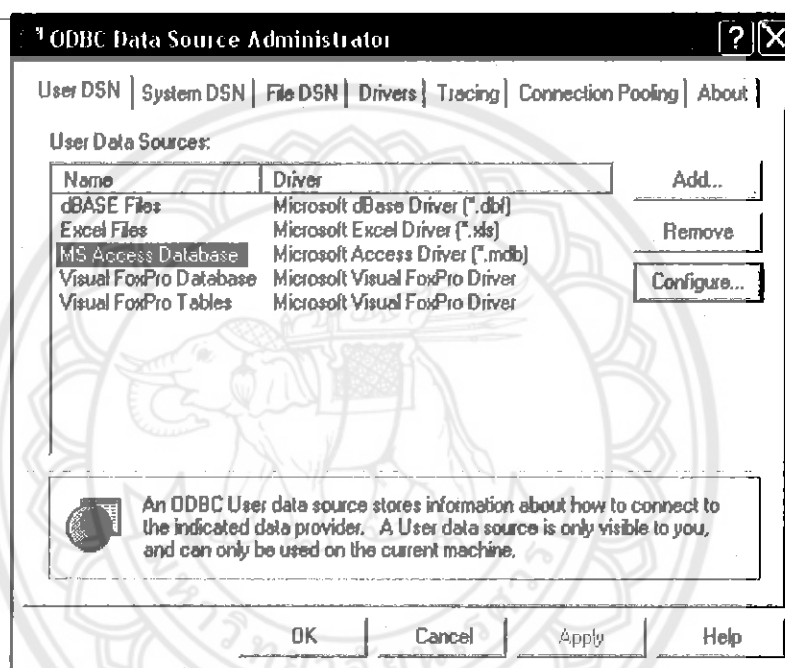 ODBC Data Source Administrator
User DSN System DSN File DSN Drivers Tracing Connection Pooling About
User Data Sources:
Name Driver
dBASE Files Microsoft dBase Driver (*.dbf)
Excel Files Microsoft Excel Driver (*.xls)
MS Access Database Microsoft Access Driver (*.mdb)
Visual FoxPro Database Microsoft Visual FoxPro Driver
Visual FoxPro Tables Microsoft Visual FoxPro Driver
Add...
Remove
Configure...
An ODBC User data source stores information about how to connect to
the indicated data provider. A User data source is only visible to you,
and can only be used on the current machine.
OK Cancel Apply Help